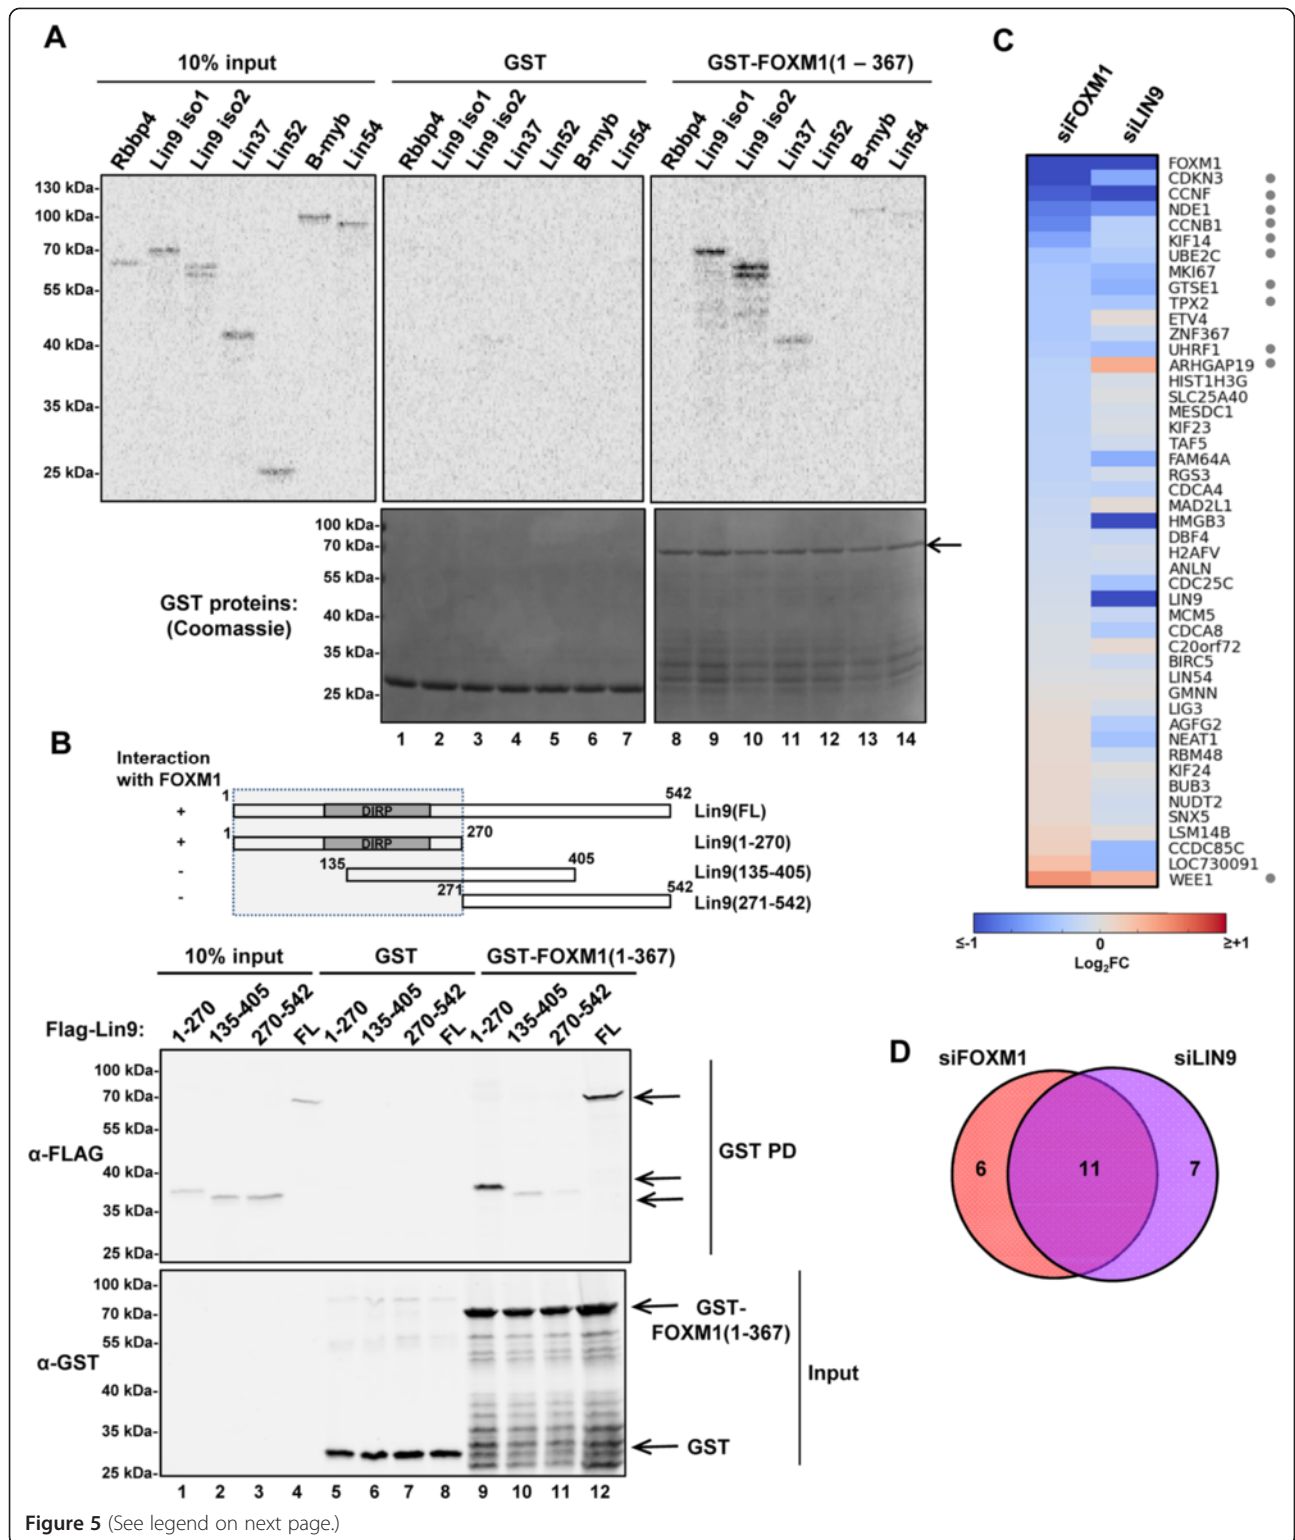 A
10% input
GST
GST-FOXM1(1 – 367)
Rbbp4
Lin9 iso1
Lin9 iso2
Lin37
Lin52
B-myb
Lin54
Rbbp4
Lin9 iso1
Lin9 iso2
Lin37
Lin52
B-myb
Lin54
Rbbp4
Lin9 iso1
Lin9 iso2
Lin37
Lin52
B-myb
Lin54
130 kDa-
100 kDa-
70 kDa-
55 kDa-
40 kDa-
35 kDa-
25 kDa-
GST proteins:
(Coomassie)
100 kDa-
70 kDa-
55 kDa-
40 kDa-
35 kDa-
25 kDa-
1 2 3 4 5 6 7 8 9 10 11 12 13 14
B
Interaction
with FOXM1
+ 1 DIRP 542 Lin9(FL)
+ 1 DIRP 270 Lin9(1-270)
- 135 405 Lin9(135-405)
- 271 542 Lin9(271-542)
10% input
GST
GST-FOXM1(1-367)
Flag-Lin9:
1-270
135-405
270-542
FL
1-270
135-405
270-542
FL
1-270
135-405
270-542
FL
α-FLAG
100 kDa-
70 kDa-
55 kDa-
40 kDa-
35 kDa-
25 kDa-
GST PD
α-GST
100 kDa-
70 kDa-
55 kDa-
40 kDa-
35 kDa-
25 kDa-
GST-
FOXM1(1-367)
GST
Input
1 2 3 4 5 6 7 8 9 10 11 12
C
siFOXM1
siLIN9
FOXM1
CDKN3
CCNF
NDE1
CCNB1
KIF14
UBE2C
MKI67
GTSE1
TPX2
ETV4
ZNF367
UHRF1
ARHGAP19
HIST1H3G
SLC25A40
MESDC1
KIF23
TAF5
FAM64A
RGS3
CDCA4
MAD2L1
HMGB3
DBF4
H2AFV
ANLN
CDC25C
LIN9
MCM5
CDCA8
C20orf72
BIRC5
LIN54
GMNN
LIG3
AGFG2
NEAT1
RBM48
KIF24
BUB3
NUDT2
SNX5
LSM14B
CCDC85C
LOC730091
WEE1
≤-1 0 ≥+1
Log2FC
D
siFOXM1
siLIN9
6 11 7
Figure 5 (See legend on next page.)